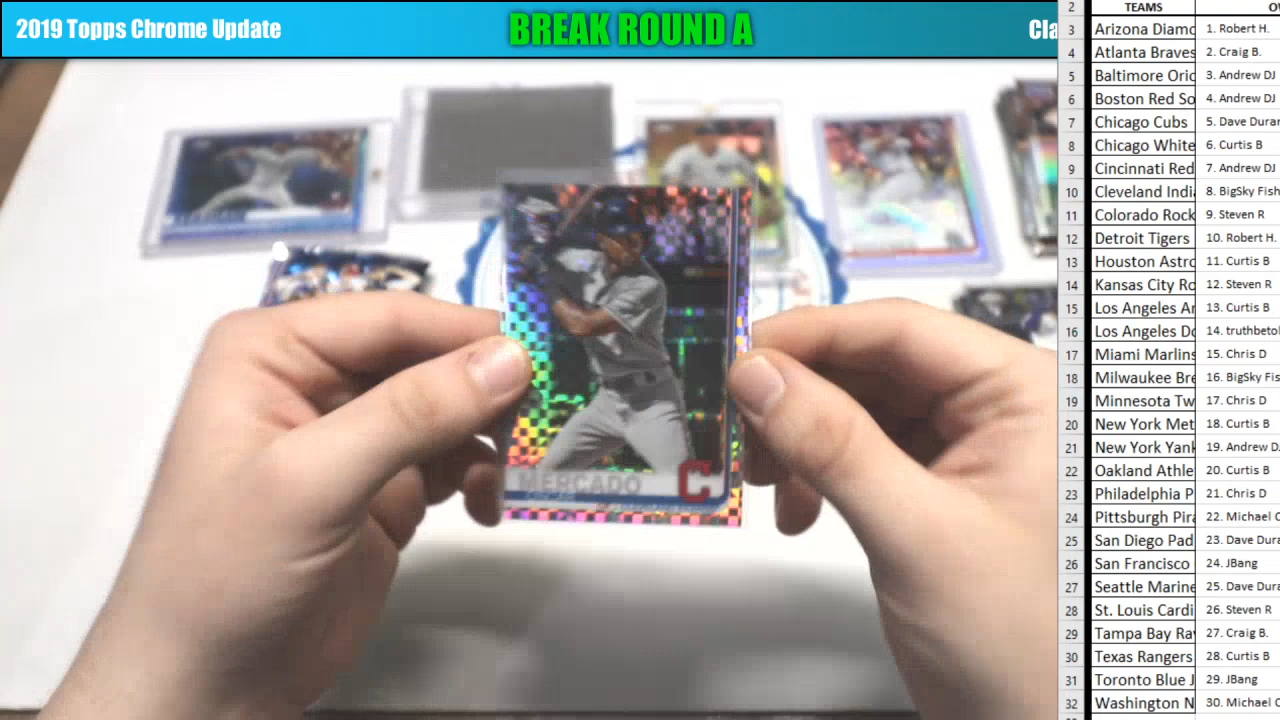 2019 Topps Chrome Update
BREAK ROUND A
Cla
MERCADO
C
2 TEAMS
3 Arizona Diamo 1. Robert H.
4 Atlanta Braves 2. Craig B.
5 Baltimore Orio 3. Andrew DJ
6 Boston Red So 4. Andrew DJ
7 Chicago Cubs 5. Dave Duran
8 Chicago White 6. Curtis B
9 Cincinnati Red 7. Andrew DJ
10 Cleveland India 8. BigSky Fish
11 Colorado Rock 9. Steven R
12 Detroit Tigers 10. Robert H.
13 Houston Astro 11. Curtis B
14 Kansas City Ro 12. Steven R
15 Los Angeles An 13. Curtis B
16 Los Angeles Do 14. truthbetol
17 Miami Marlins 15. Chris D
18 Milwaukee Bre 16. BigSky Fis
19 Minnesota Tw 17. Chris D
20 New York Met 18. Curtis B
21 New York Yank 19. Andrew D
22 Oakland Athle 20. Curtis B
23 Philadelphia P 21. Chris D
24 Pittsburgh Pira 22. Michael C
25 San Diego Pad 23. Dave Dura
26 San Francisco 24. JBang
27 Seattle Marine 25. Dave Dura
28 St. Louis Cardi 26. Steven R
29 Tampa Bay Ray 27. Craig B.
30 Texas Rangers 28. Curtis B
31 Toronto Blue J 29. JBang
32 Washington N 30. Michael C